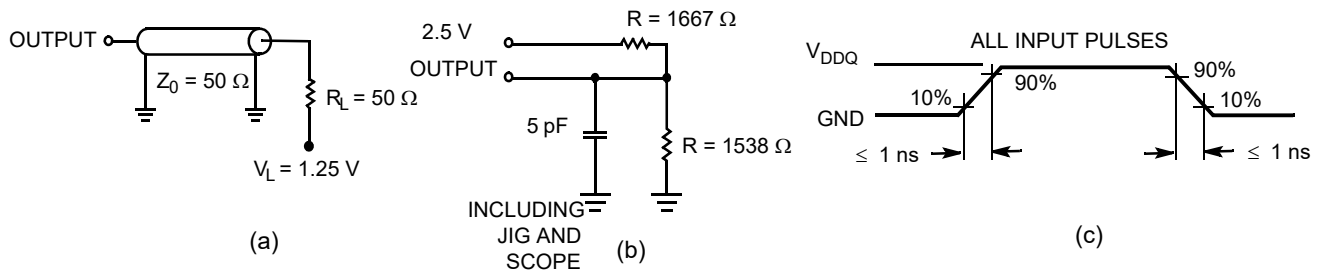 OUTPUT
Z0 = 50 Ω
RL = 50 Ω
VL = 1.25 V
(a)
R = 1667 Ω
2.5 V
OUTPUT
5 pF
R = 1538 Ω
INCLUDING
JIG AND
SCOPE
(b)
ALL INPUT PULSES
VDDQ
90%
90%
10%
10%
GND
≤ 1 ns
≤ 1 ns
(c)